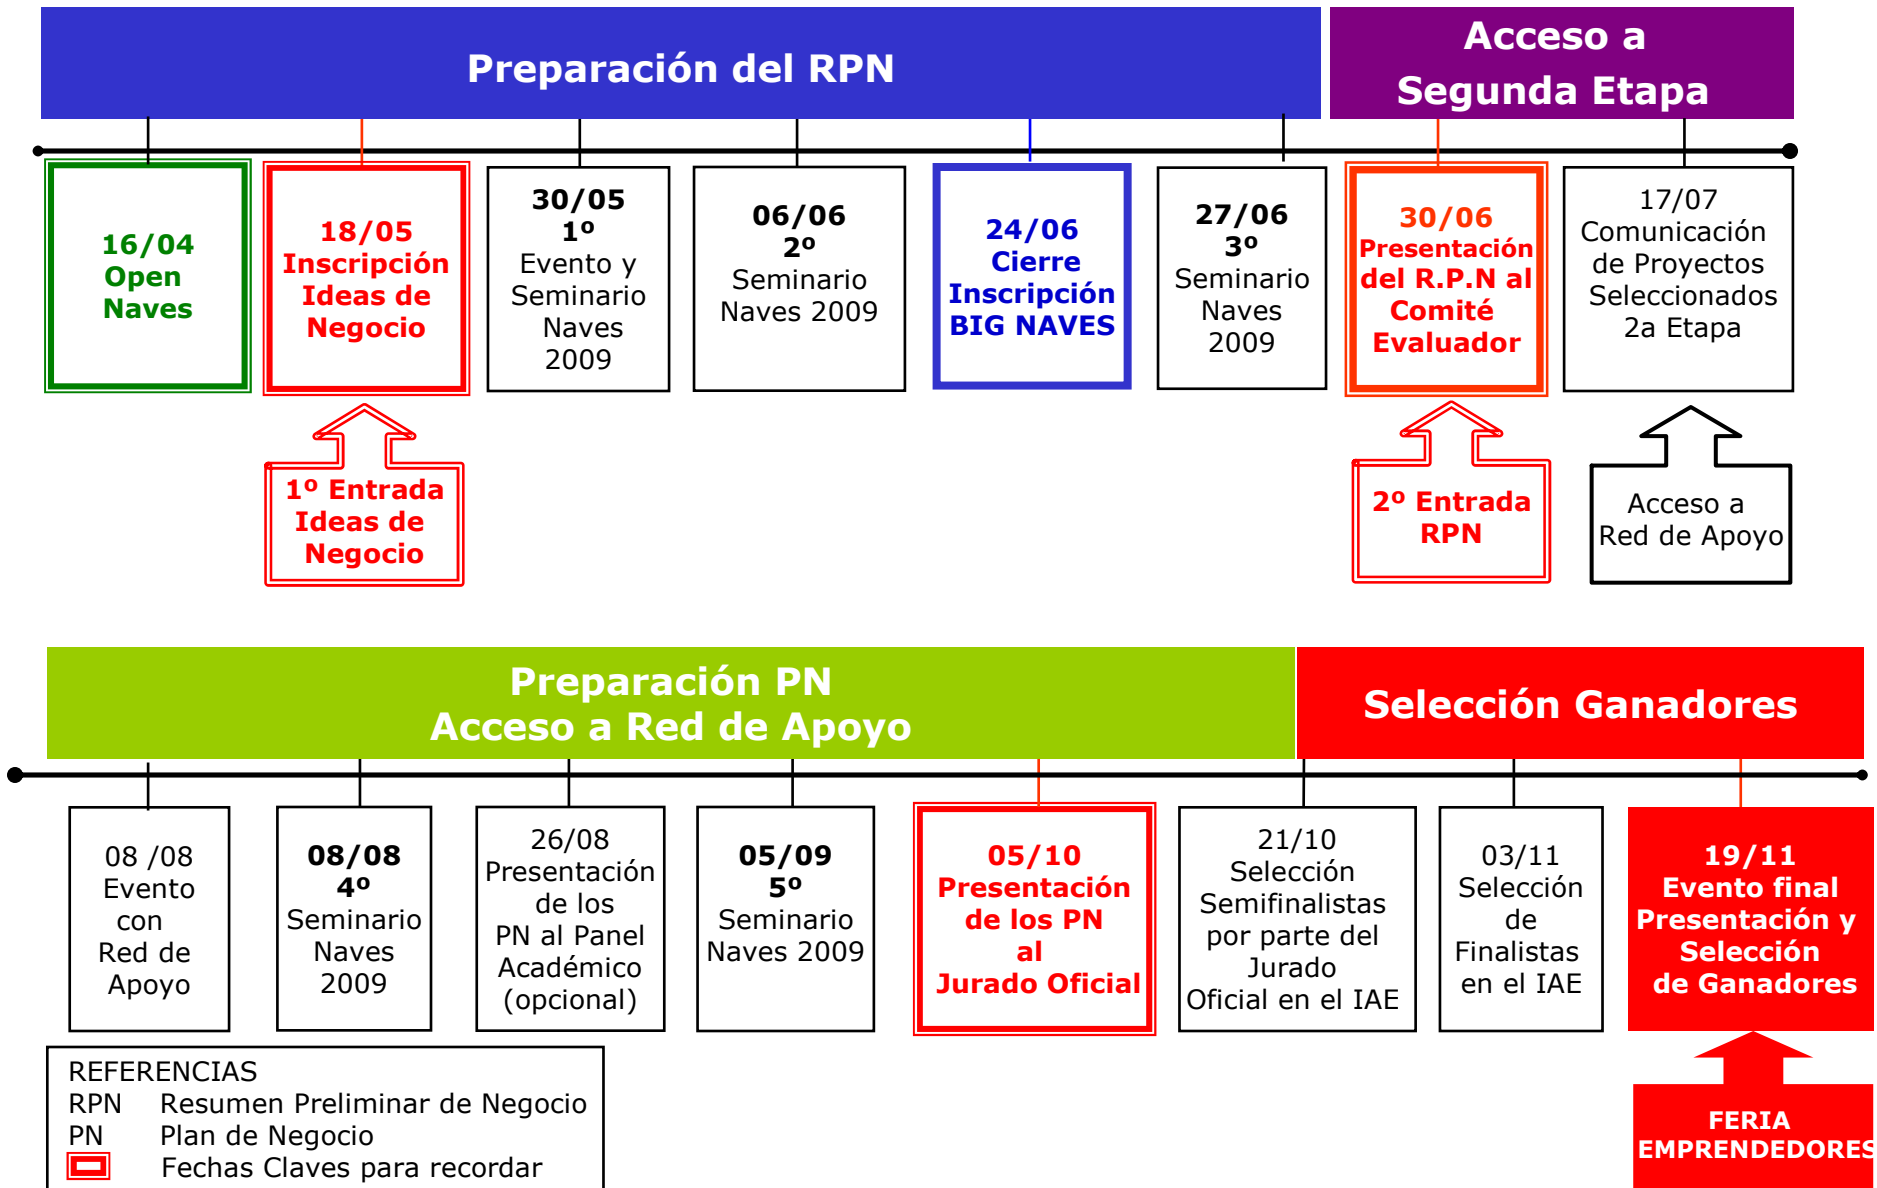 Preparación del RPN
Acceso a
Segunda Etapa
16/04
Open
Naves
18/05
Inscripción
Ideas de
Negocio
30/05
1º
Evento y
Seminario
Naves
2009
06/06
2º
Seminario
Naves 2009
24/06
Cierre
Inscripción
BIG NAVES
27/06
3º
Seminario
Naves
2009
30/06
Presentación
del R.P.N al
Comité
Evaluador
17/07
Comunicación
de Proyectos
Seleccionados
2a Etapa
1º Entrada
Ideas de
Negocio
2º Entrada
RPN
Acceso a
Red de Apoyo
Preparación PN
Acceso a Red de Apoyo
Selección Ganadores
08 /08
Evento
con
Red de
Apoyo
08/08
4º
Seminario
Naves
2009
26/08
Presentación
de los
PN al Panel
Académico
(opcional)
05/09
5º
Seminario
Naves 2009
05/10
Presentación
de los PN
al
Jurado Oficial
21/10
Selección
Semifinalistas
por parte del
Jurado
Oficial en el IAE
03/11
Selección
de
Finalistas
en el IAE
19/11
Evento final
Presentación y
Selección
de Ganadores
FERIA
EMPRENDEDORES
REFERENCIAS
RPN Resumen Preliminar de Negocio
PN Plan de Negocio
Fechas Claves para recordar